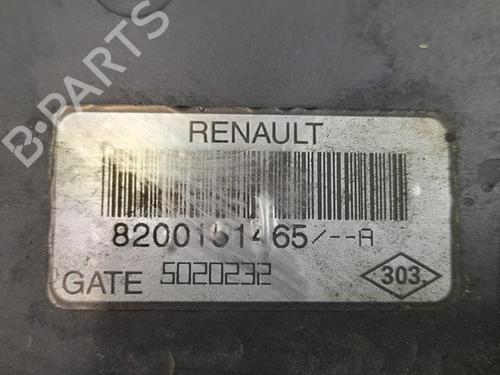 B-PARTS
RENAULT
8200151465/--A
GATE 5020232
303.